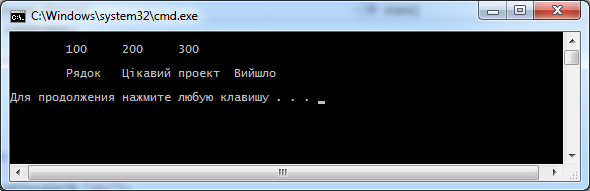 C:\Windows\system32\cmd.exe
100 200 300
Рядок Цікавий проект Вийшло
Для продолжения нажмите любую клавишу . . .